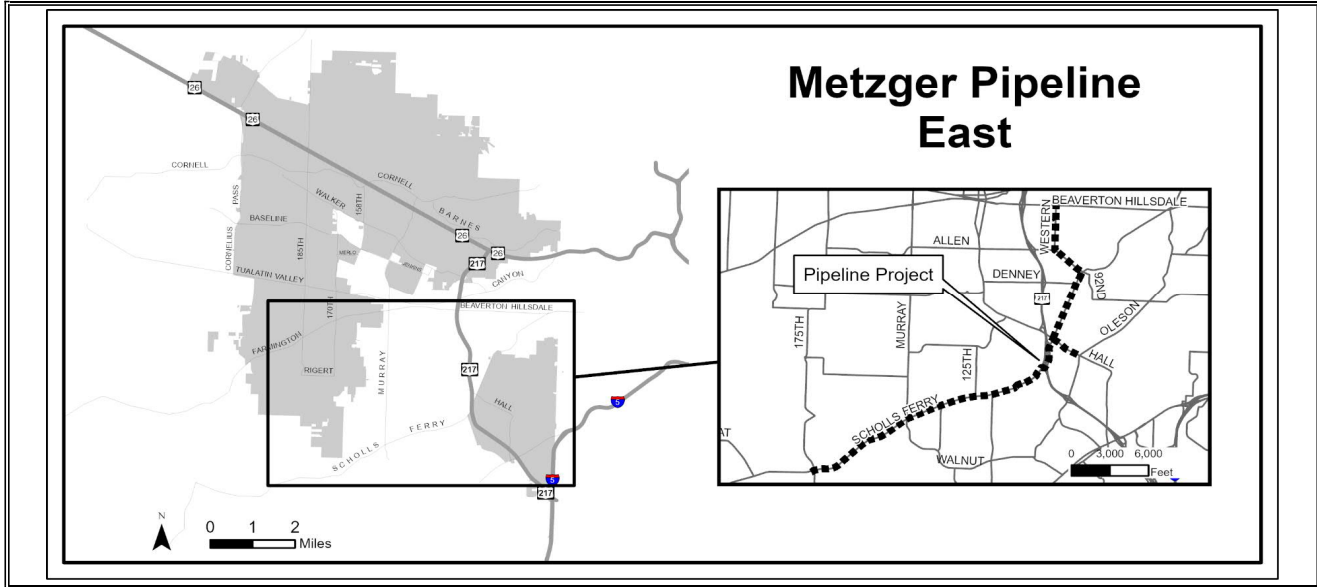 Metzger Pipeline
East
26
26
CORNELL
CORNELL
PASS
WALKER
158TH
BARNES
BASELINE
185TH
26
26
CORNELIUS
MERLO
JENKINS
217
CANYON
TUALATIN VALLEY
170TH
BEAVERTON HILLSDALE
FARMINGTON
RIGERT
MURRAY
217
HALL
5
SCHOLLS FERRY
5
217
N
0 1 2
Miles
BEAVERTON HILLSDALE
WESTERN
ALLEN
Pipeline Project
DENNEY
92ND
217
OLESON
175TH
MURRAY
125TH
HALL
SCHOLLS FERRY
AT
WALNUT
0 3,000 6,000
Feet